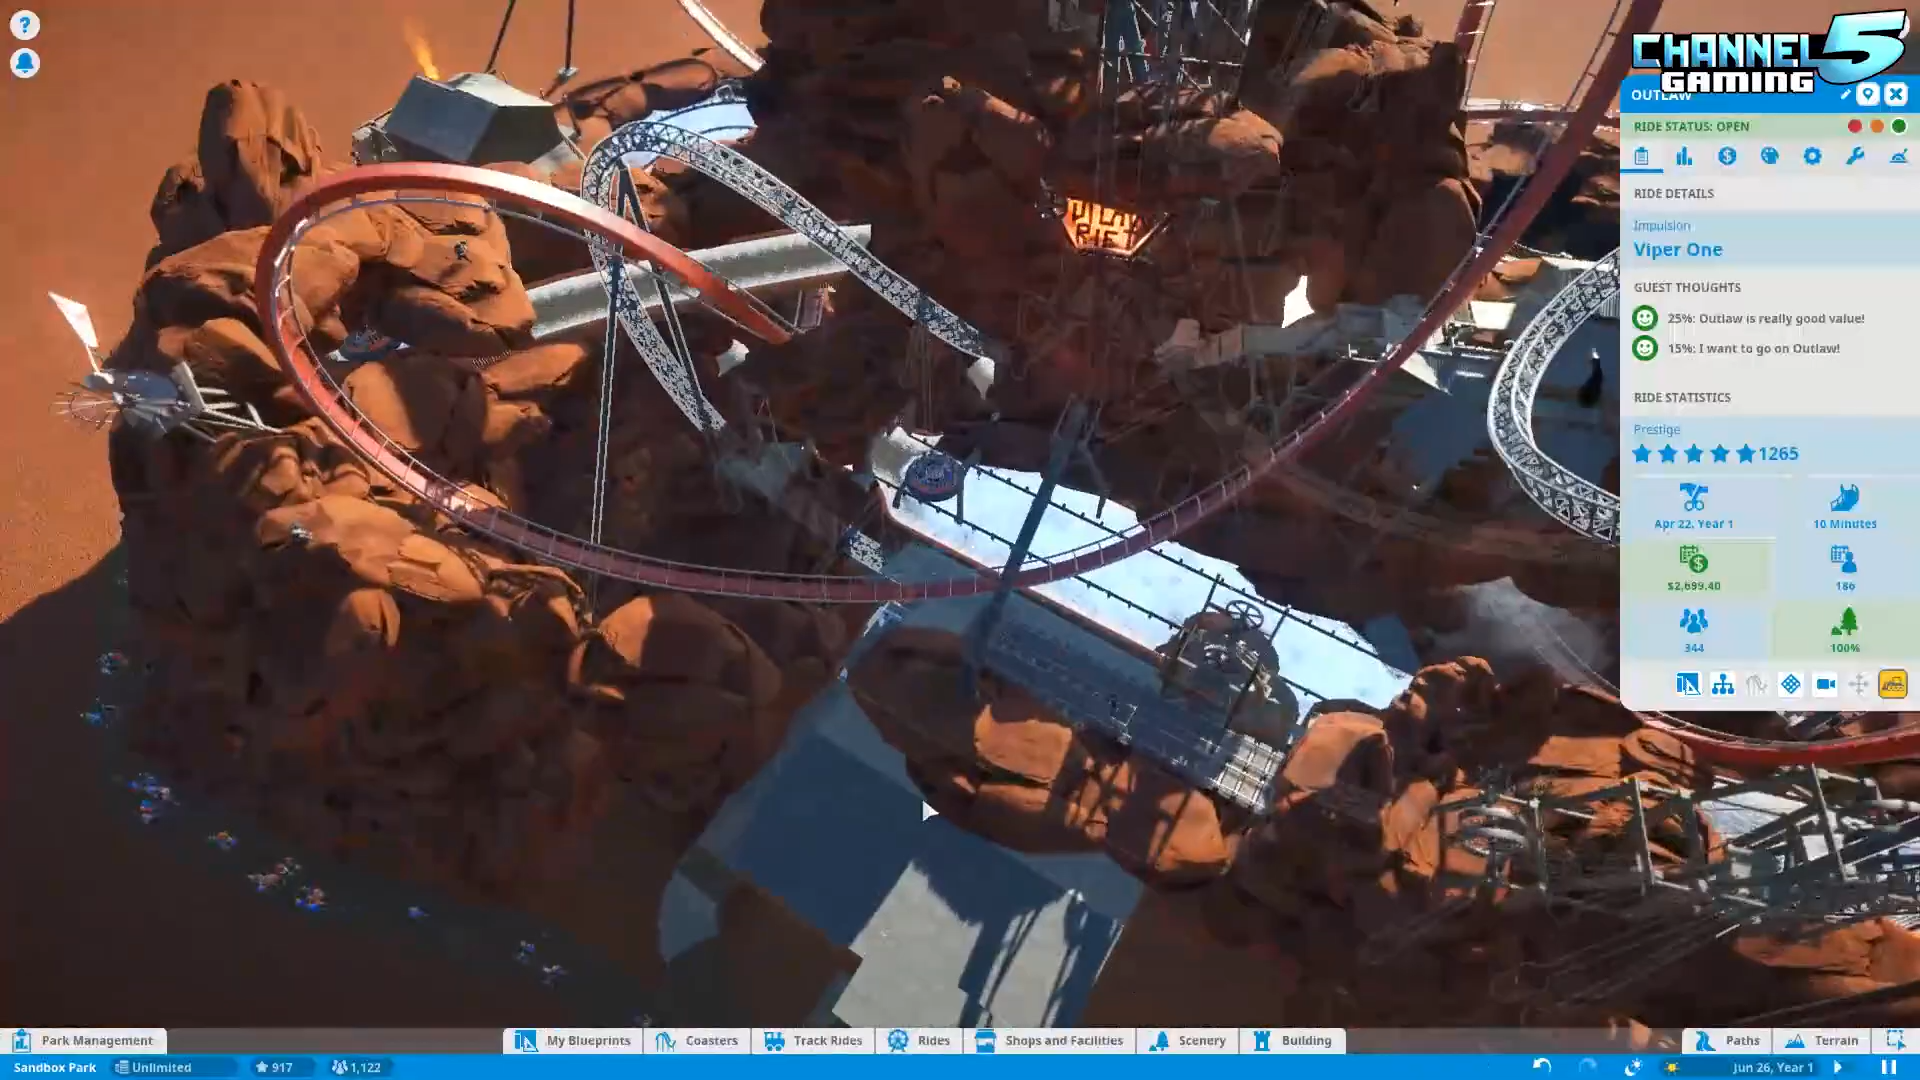 CHANNEL 5
GAMING
OUTLAW
RIDE STATUS: OPEN
RIDE DETAILS
Impulsion
Viper One
GUEST THOUGHTS
25%: Outlaw is really good value!
15%: I want to go on Outlaw!
RIDE STATISTICS
Prestige
1265
Apr 22, Year 1
10 Minutes
$2,699.40
186
344
100%
RIFT
Park Management
My Blueprints
Coasters
Track Rides
Rides
Shops and Facilities
Scenery
Building
Paths
Terrain
Sandbox Park
Unlimited
917
1,122
Jun 26, Year 1